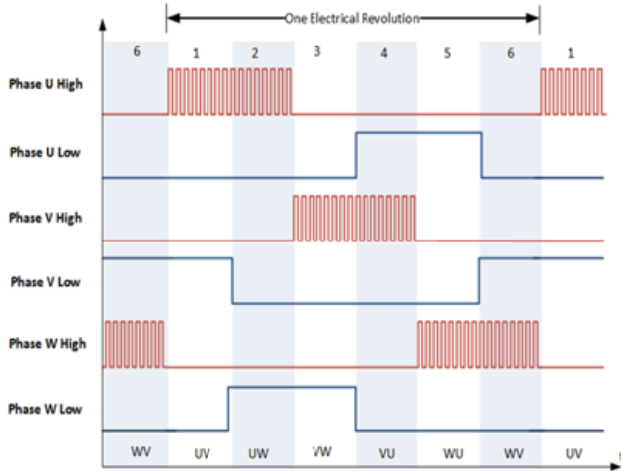 One Electrical Revolution
6 1 2 3 4 5 6 1
Phase U High
Phase U Low
Phase V High
Phase V Low
Phase W High
Phase W Low
WV UV UW VW VU WU WV UV
t